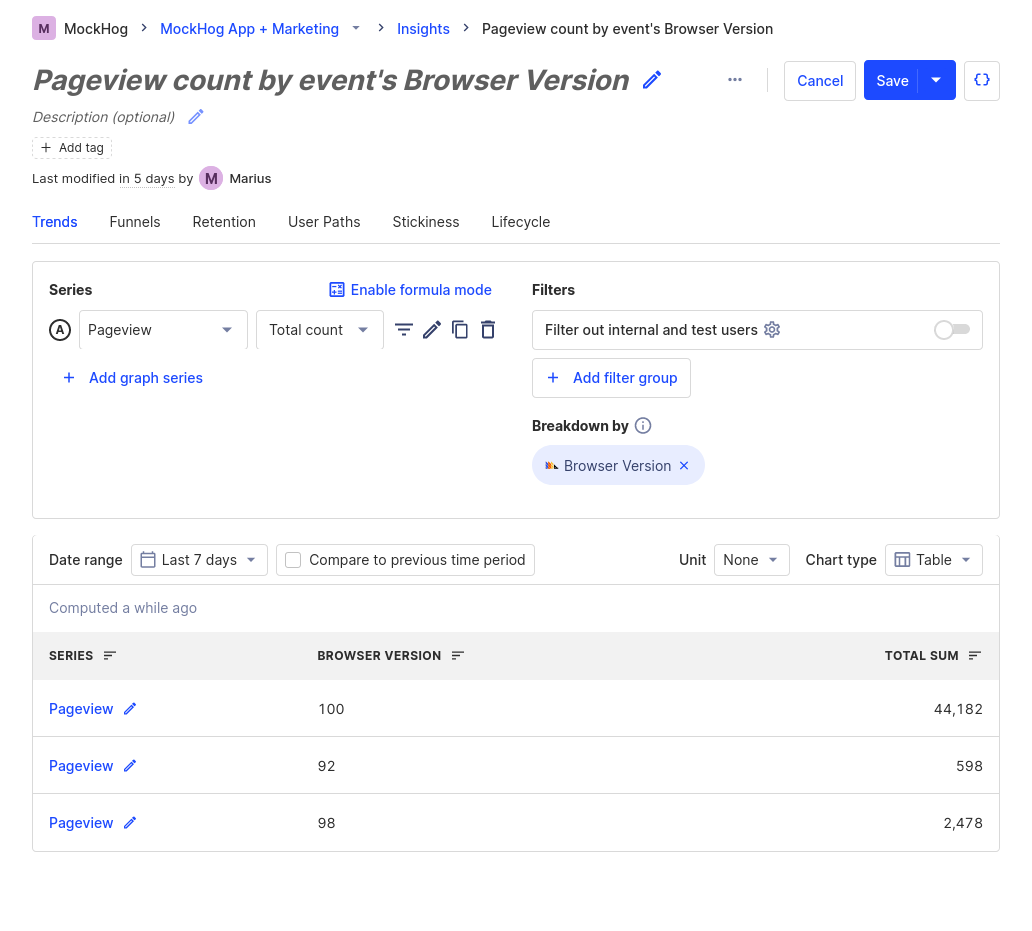 M MockHog MockHog App + Marketing Insights Pageview count by event's Browser Version
Pageview count by event's Browser Version
Cancel Save
Description (optional)
Add tag
Last modified in 5 days by M Marius
Trends Funnels Retention User Paths Stickiness Lifecycle
Series Enable formula mode
A Pageview Total count
Add graph series
Filters
Filter out internal and test users
Add filter group
Breakdown by
Browser Version
Date range Last 7 days Compare to previous time period Unit None Chart type Table
Computed a while ago
SERIES BROWSER VERSION TOTAL SUM
Pageview 100 44,182
Pageview 92 598
Pageview 98 2,478